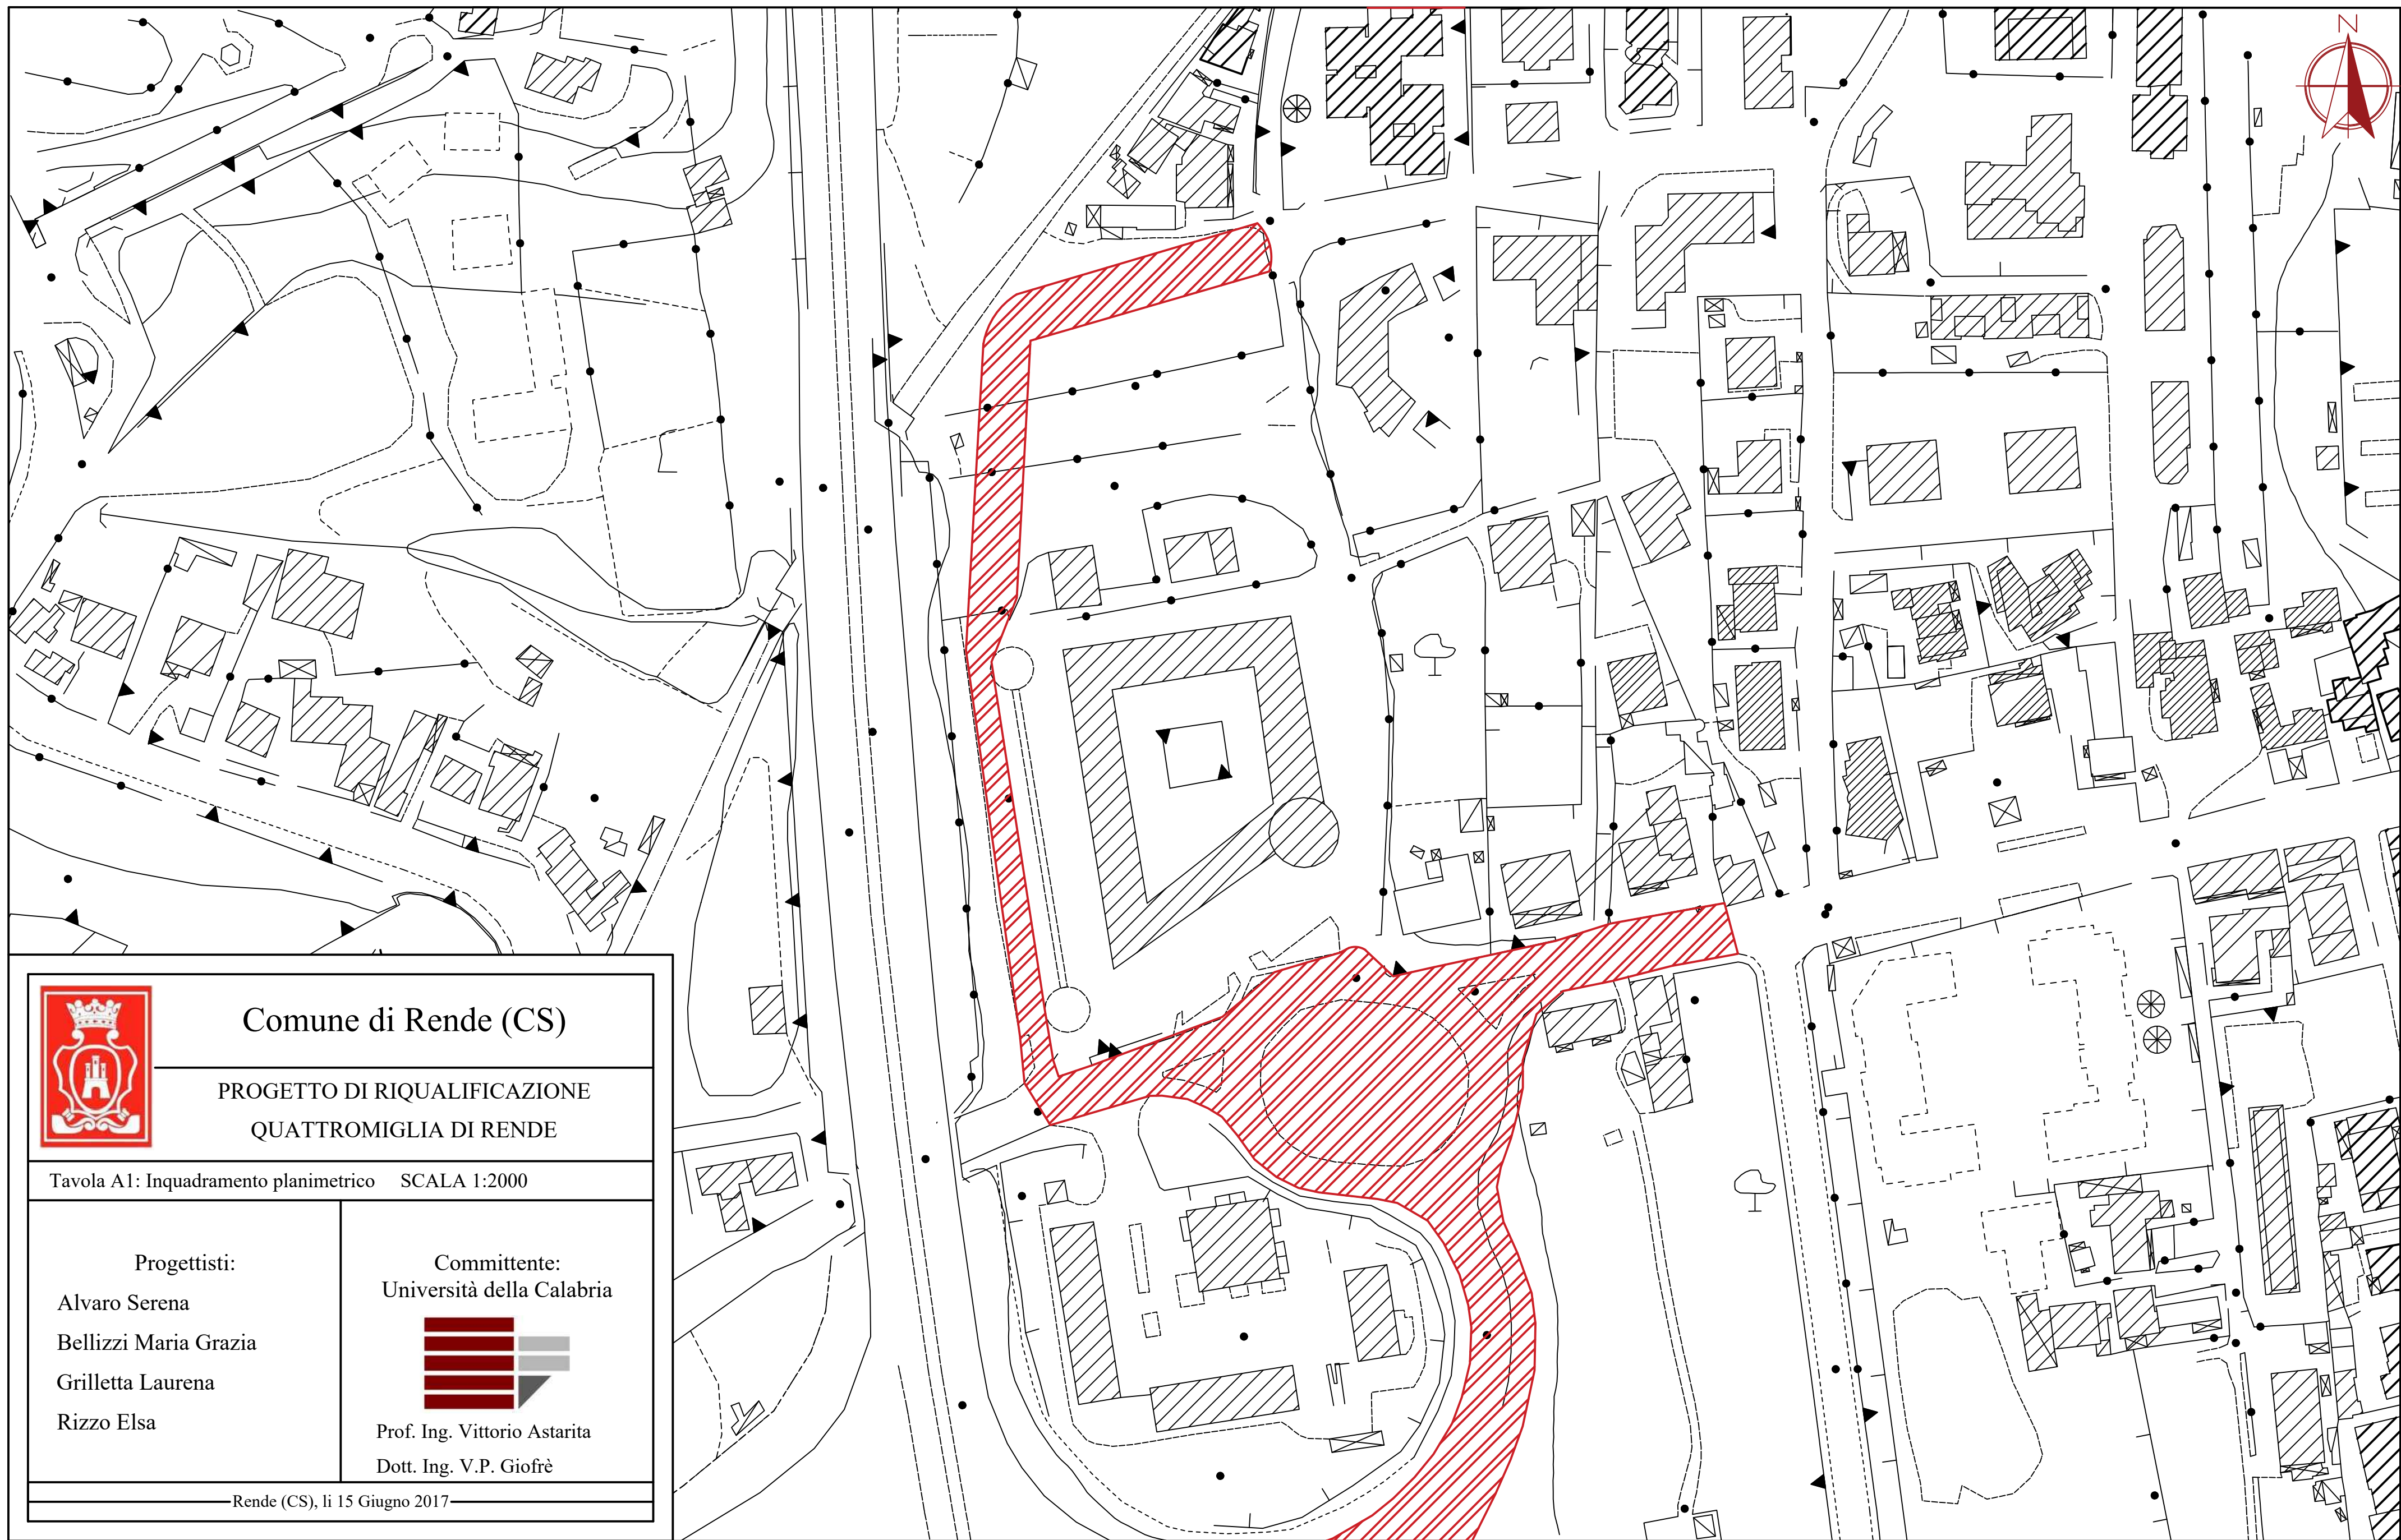 N
Comune di Rende (CS)
PROGETTO DI RIQUALIFICAZIONE
QUATTROMIGLIA DI RENDE
Tavola A1: Inquadramento planimetrico SCALA 1:2000
Progettisti:
Alvaro Serena
Bellizzi Maria Grazia
Grilletta Laurena
Rizzo Elsa
Committente:
Università della Calabria
Prof. Ing. Vittorio Astarita
Dott. Ing. V.P. Giofrè
Rende (CS), li 15 Giugno 2017